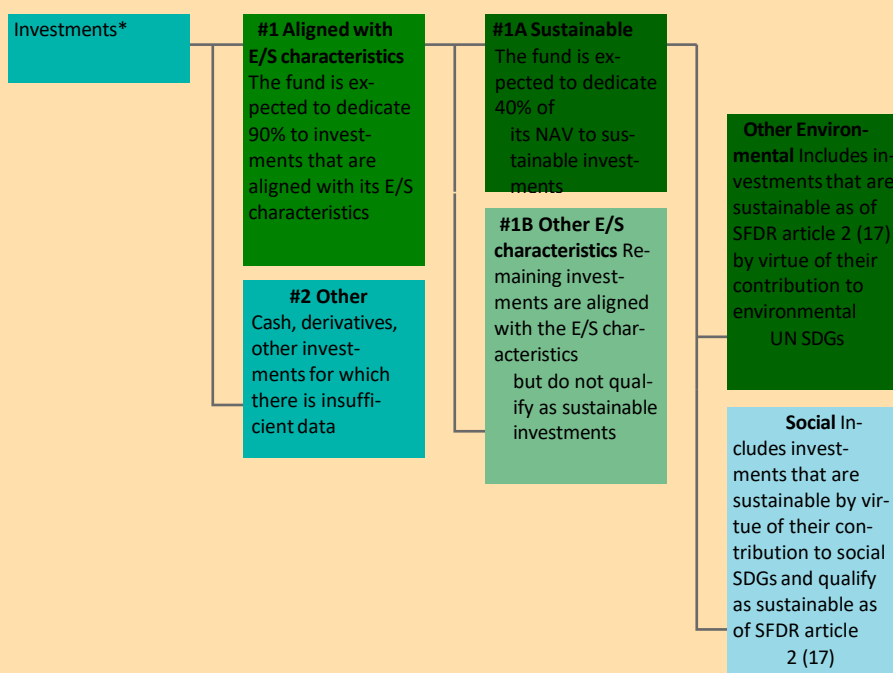 Investments*
#1 Aligned with
E/S characteristics
The fund is ex-
pected to dedicate
90% to invest-
ments that are
aligned with its E/S
characteristics
#2 Other
Cash, derivatives,
other invest-
ments for which
there is insuffi-
cient data
#1A Sustainable
The fund is ex-
pected to dedicate
40% of
its NAV to sus-
tainable invest-
ments
#1B Other E/S
characteristics Re-
maining invest-
ments are aligned
with the E/S char-
acteristics
but do not qual-
ify as sustainable
investments
Other Environ-
mental Includes in-
vestments that are
sustainable as of
SFDR article 2 (17)
by virtue of their
contribution to
environmental
UN SDGs
Social In-
cludes invest-
ments that are
sustainable by vir-
tue of their con-
tribution to social
SDGs and qualify
as sustainable as
of SFDR article
2 (17)